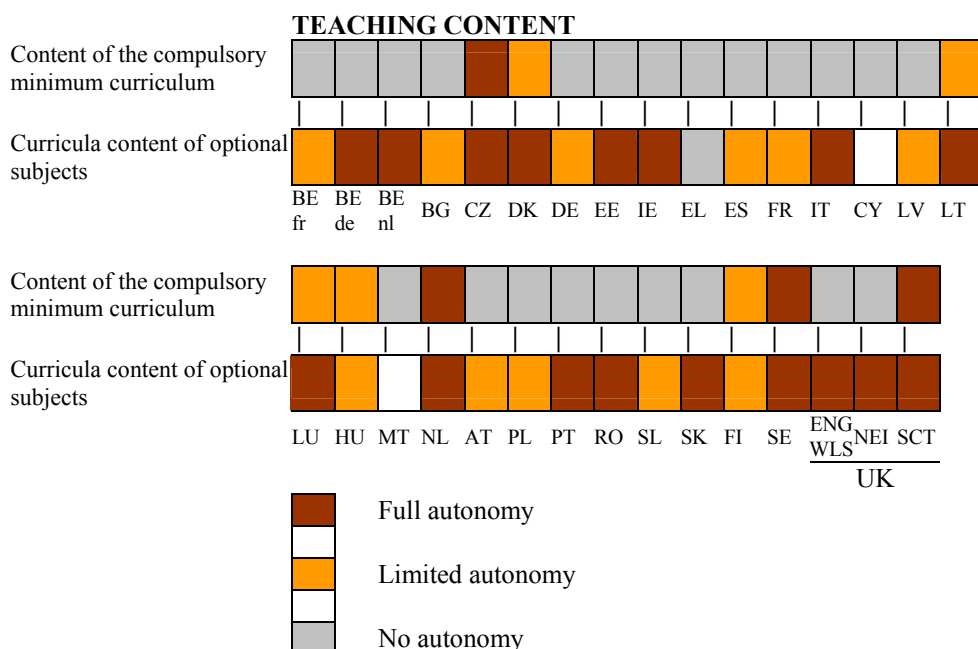 TEACHING CONTENT
Content of the compulsory
minimum curriculum
Curricula content of optional
subjects
BE fr BE de BE nl BG CZ DK DE EE IE EL ES FR IT CY LV LT
Content of the compulsory
minimum curriculum
Curricula content of optional
subjects
LU HU MT NL AT PL PT RO SL SK FI SE ENG WLS NEI SCT
UK
Full autonomy
Limited autonomy
No autonomy